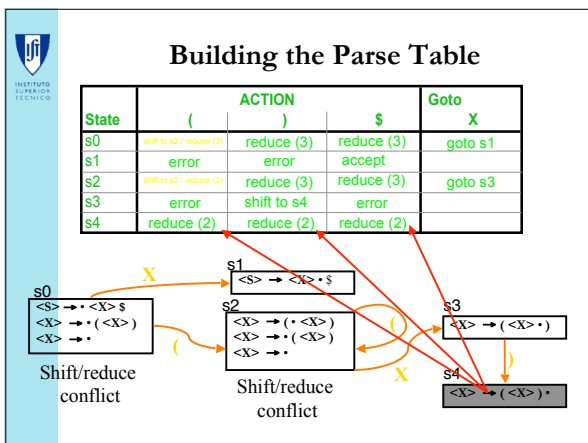 INSTITUTO
SUPERIOR
TECNICO
Building the Parse Table
ACTION Goto
State ( ) $ X
s0 shift to s2 / reduce (3) reduce (3) reduce (3) goto s1
s1 error error accept
s2 shift to s2 / reduce (3) reduce (3) reduce (3) goto s3
s3 error shift to s4 error
s4 reduce (2) reduce (2) reduce (2)
X
s0
<S> → • <X> $
<X> → • ( <X> )
<X> → •
Shift/reduce
conflict
s1
<S> → <X> • $
(
s2
<X> → ( • <X> )
<X> → • ( <X> )
<X> → •
Shift/reduce
conflict
(
X
s3
<X> → ( <X> • )
)
s4
<X> → ( <X> ) •